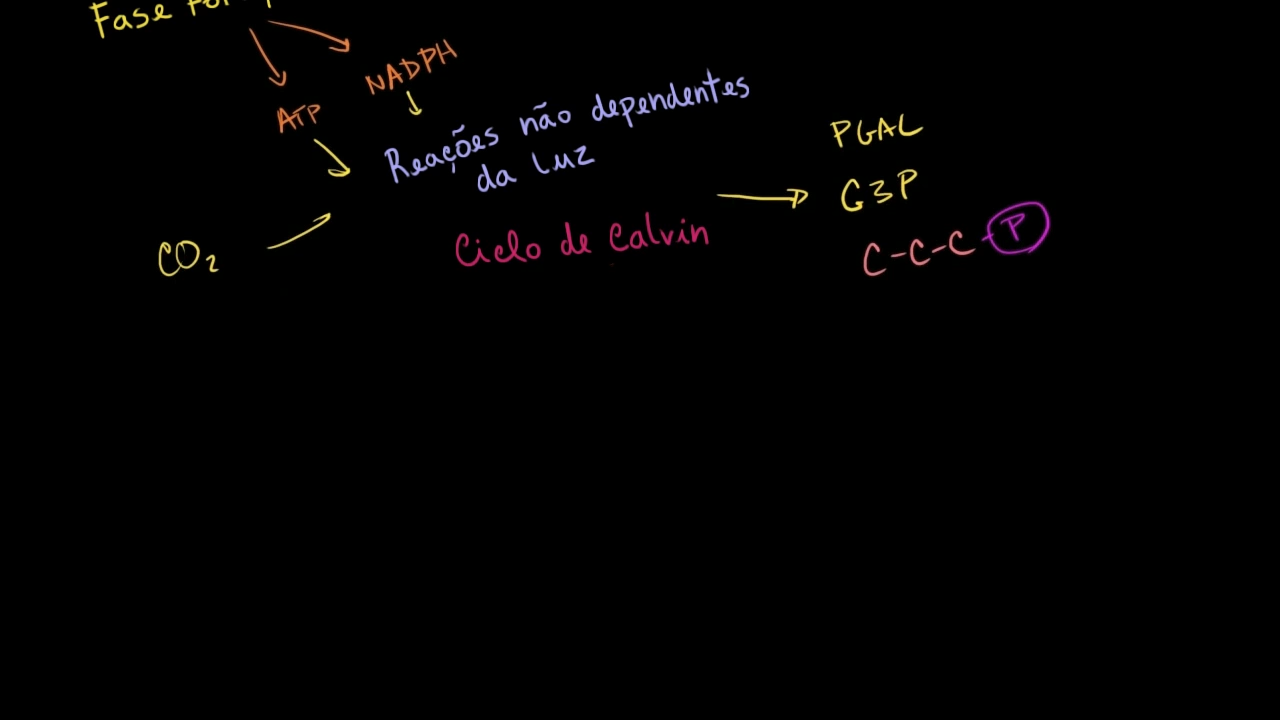 Fase
ATP
NADPH
Reações não dependentes
da Luz
CO2
Ciclo de Calvin
PGAL
G3P
C-C-C-P